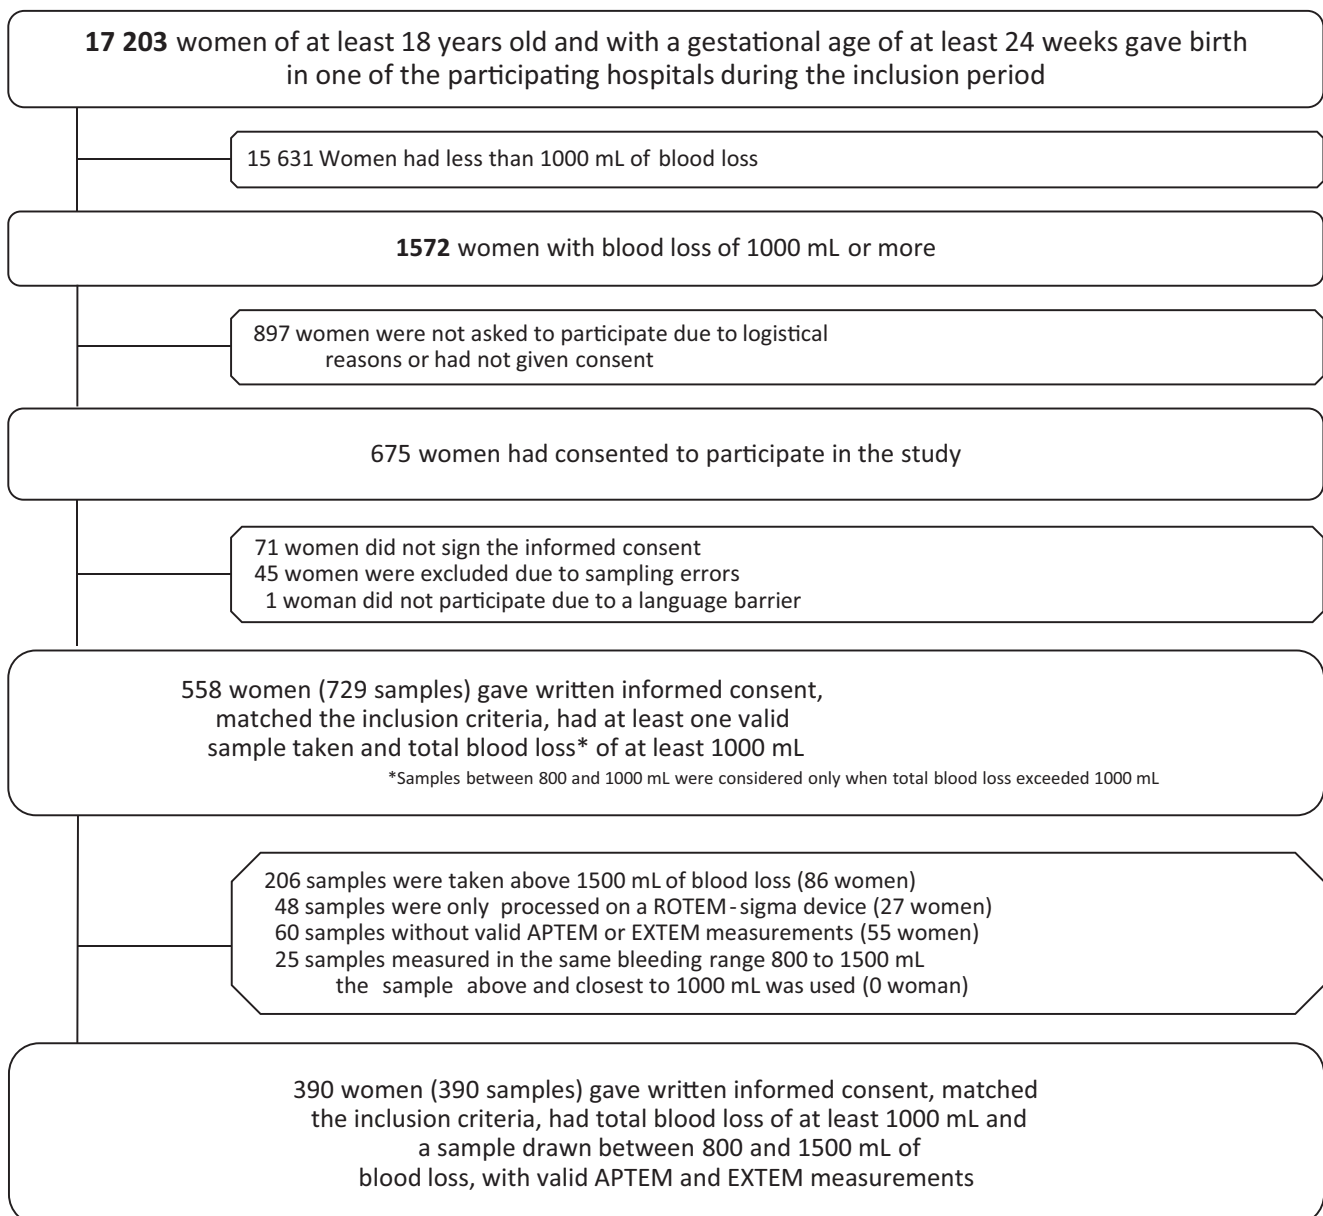 17 203 women of at least 18 years old and with a gestational age of at least 24 weeks gave birth
in one of the participating hospitals during the inclusion period
15 631 Women had less than 1000 mL of blood loss
1572 women with blood loss of 1000 mL or more
897 women were not asked to participate due to logistical
reasons or had not given consent
675 women had consented to participate in the study
71 women did not sign the informed consent
45 women were excluded due to sampling errors
1 woman did not participate due to a language barrier
558 women (729 samples) gave written informed consent,
matched the inclusion criteria, had at least one valid
sample taken and total blood loss* of at least 1000 mL
*Samples between 800 and 1000 mL were considered only when total blood loss exceeded 1000 mL
206 samples were taken above 1500 mL of blood loss (86 women)
48 samples were only processed on a ROTEM-sigma device (27 women)
60 samples without valid APTEM or EXTEM measurements (55 women)
25 samples measured in the same bleeding range 800 to 1500 mL
the sample above and closest to 1000 mL was used (0 woman)
390 women (390 samples) gave written informed consent, matched
the inclusion criteria, had total blood loss of at least 1000 mL and
a sample drawn between 800 and 1500 mL of
blood loss, with valid APTEM and EXTEM measurements